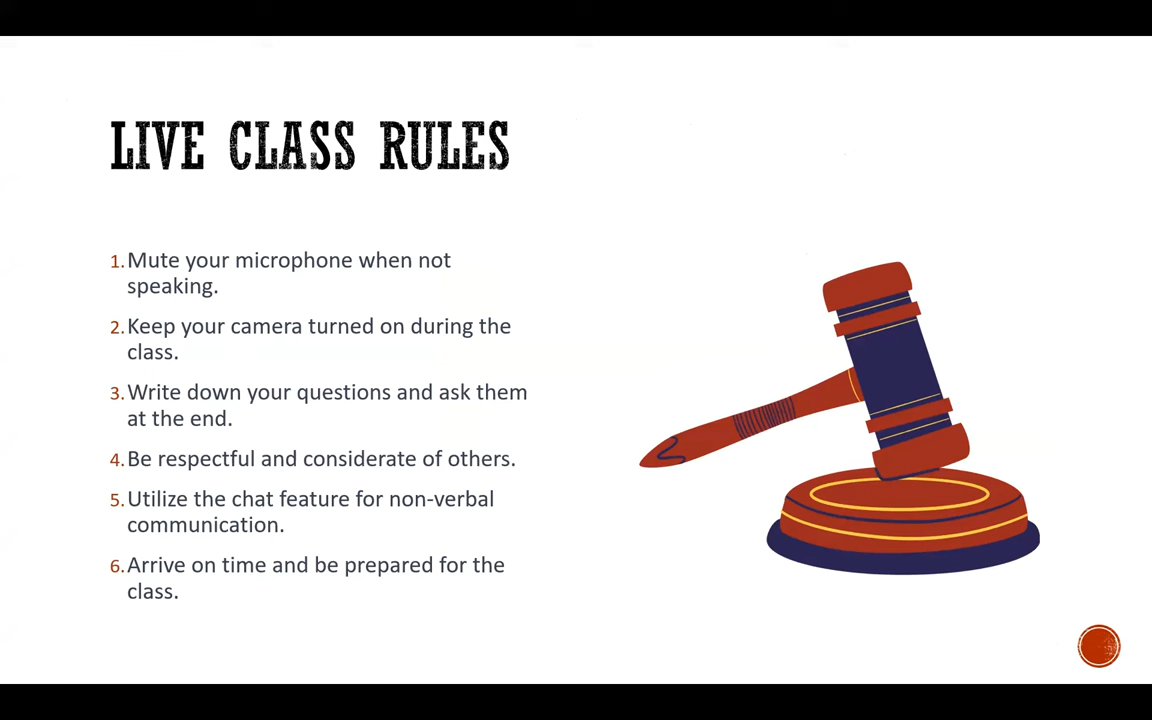 LIVE CLASS RULES
1. Mute your microphone when not
speaking.
2. Keep your camera turned on during the
class.
3. Write down your questions and ask them
at the end.
4. Be respectful and considerate of others.
5. Utilize the chat feature for non-verbal
communication.
6. Arrive on time and be prepared for the
class.